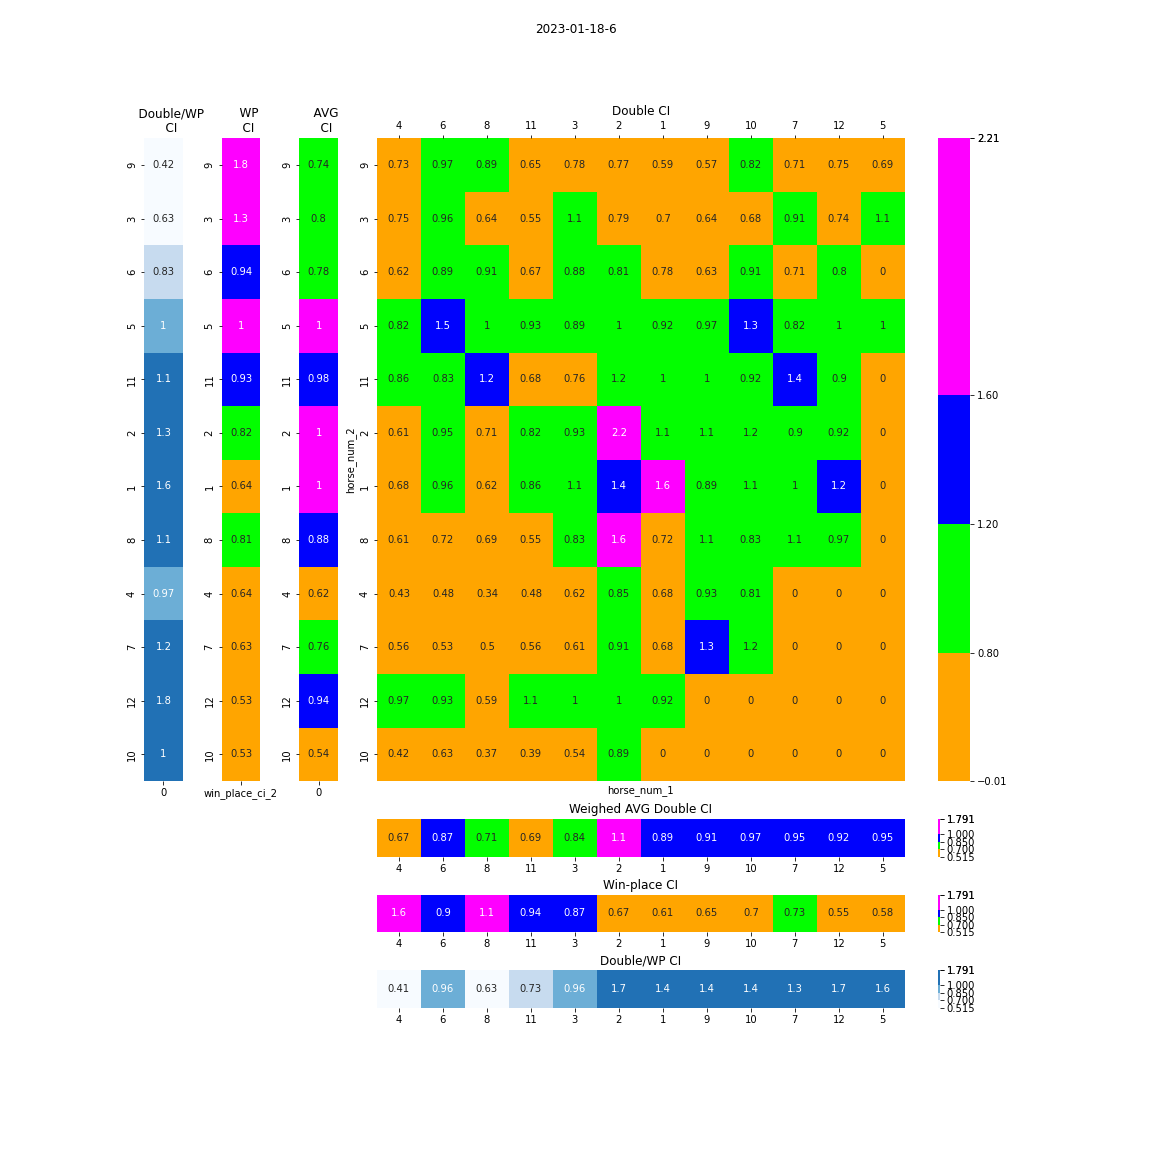 2023-01-18-6
Double/WP CI
WP CI
AVG CI
Double CI
4 6 8 11 3 2 1 9 10 7 12 5
9 0.42 9 1.8 9 0.74 9 0.73 0.97 0.89 0.65 0.78 0.77 0.59 0.57 0.82 0.71 0.75 0.69
3 0.63 3 1.3 3 0.8 3 0.75 0.96 0.64 0.55 1.1 0.79 0.7 0.64 0.68 0.91 0.74 1.1
6 0.83 6 0.94 6 0.78 6 0.62 0.89 0.91 0.67 0.88 0.81 0.78 0.63 0.91 0.71 0.8 0
5 1 5 1 5 1 5 0.82 1.5 1 0.93 0.89 1 0.92 0.97 1.3 0.82 1 1
11 1.1 11 0.93 11 0.98 11 0.86 0.83 1.2 0.68 0.76 1.2 1 1 0.92 1.4 0.9 0
2 1.3 2 0.82 2 1 2 0.61 0.95 0.71 0.82 0.93 2.2 1.1 1.1 1.2 0.9 0.92 0
1 1.6 1 0.64 1 1 1 0.68 0.96 0.62 0.86 1.1 1.4 1.6 0.89 1.1 1 1.2 0
8 1.1 8 0.81 8 0.88 8 0.61 0.72 0.69 0.55 0.83 1.6 0.72 1.1 0.83 1.1 0.97 0
4 0.97 4 0.64 4 0.62 4 0.43 0.48 0.34 0.48 0.62 0.85 0.68 0.93 0.81 0 0 0
7 1.2 7 0.63 7 0.76 7 0.56 0.53 0.5 0.56 0.61 0.91 0.68 1.3 1.2 0 0 0
12 1.8 12 0.53 12 0.94 12 0.97 0.93 0.59 1.1 1 1 0.92 0 0 0 0 0
10 1 10 0.53 10 0.54 10 0.42 0.63 0.37 0.39 0.54 0.89 0 0 0 0 0 0
0 win_place_ci_2 0
horse_num_2
horse_num_1
2.21
1.60
1.20
0.80
−0.01
Weighed AVG Double CI
0.67 0.87 0.71 0.69 0.84 1.1 0.89 0.91 0.97 0.95 0.92 0.95
4 6 8 11 3 2 1 9 10 7 12 5
1.791
1.000
0.850
0.700
0.515
Win-place CI
1.6 0.9 1.1 0.94 0.87 0.67 0.61 0.65 0.7 0.73 0.55 0.58
4 6 8 11 3 2 1 9 10 7 12 5
1.791
1.000
0.850
0.700
0.515
Double/WP CI
0.41 0.96 0.63 0.73 0.96 1.7 1.4 1.4 1.4 1.3 1.7 1.6
4 6 8 11 3 2 1 9 10 7 12 5
1.791
1.000
0.850
0.700
0.515